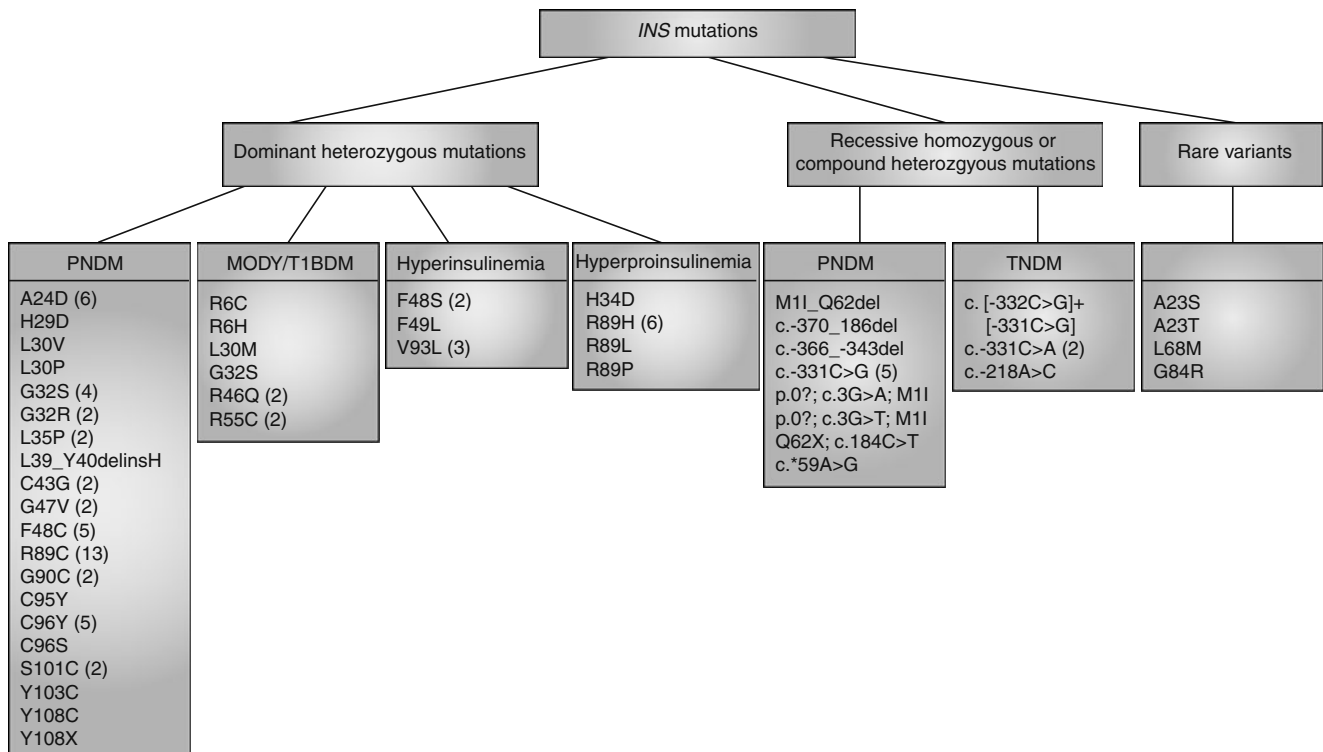 INS mutations
Dominant heterozygous mutations
Recessive homozygous or
compound heterozgyous mutations
Rare variants
PNDM
A24D (6)
H29D
L30V
L30P
G32S (4)
G32R (2)
L35P (2)
L39_Y40delinsH
C43G (2)
G47V (2)
F48C (5)
R89C (13)
G90C (2)
C95Y
C96Y (5)
C96S
S101C (2)
Y103C
Y108C
Y108X
MODY/T1BDM
R6C
R6H
L30M
G32S
R46Q (2)
R55C (2)
Hyperinsulinemia
F48S (2)
F49L
V93L (3)
Hyperproinsulinemia
H34D
R89H (6)
R89L
R89P
PNDM
M1I_Q62del
c.-370_186del
c.-366_-343del
c.-331C>G (5)
p.0?; c.3G>A; M1I
p.0?; c.3G>T; M1I
Q62X; c.184C>T
c.*59A>G
TNDM
c. [-332C>G]+
[-331C>G]
c.-331C>A (2)
c.-218A>C
A23S
A23T
L68M
G84R